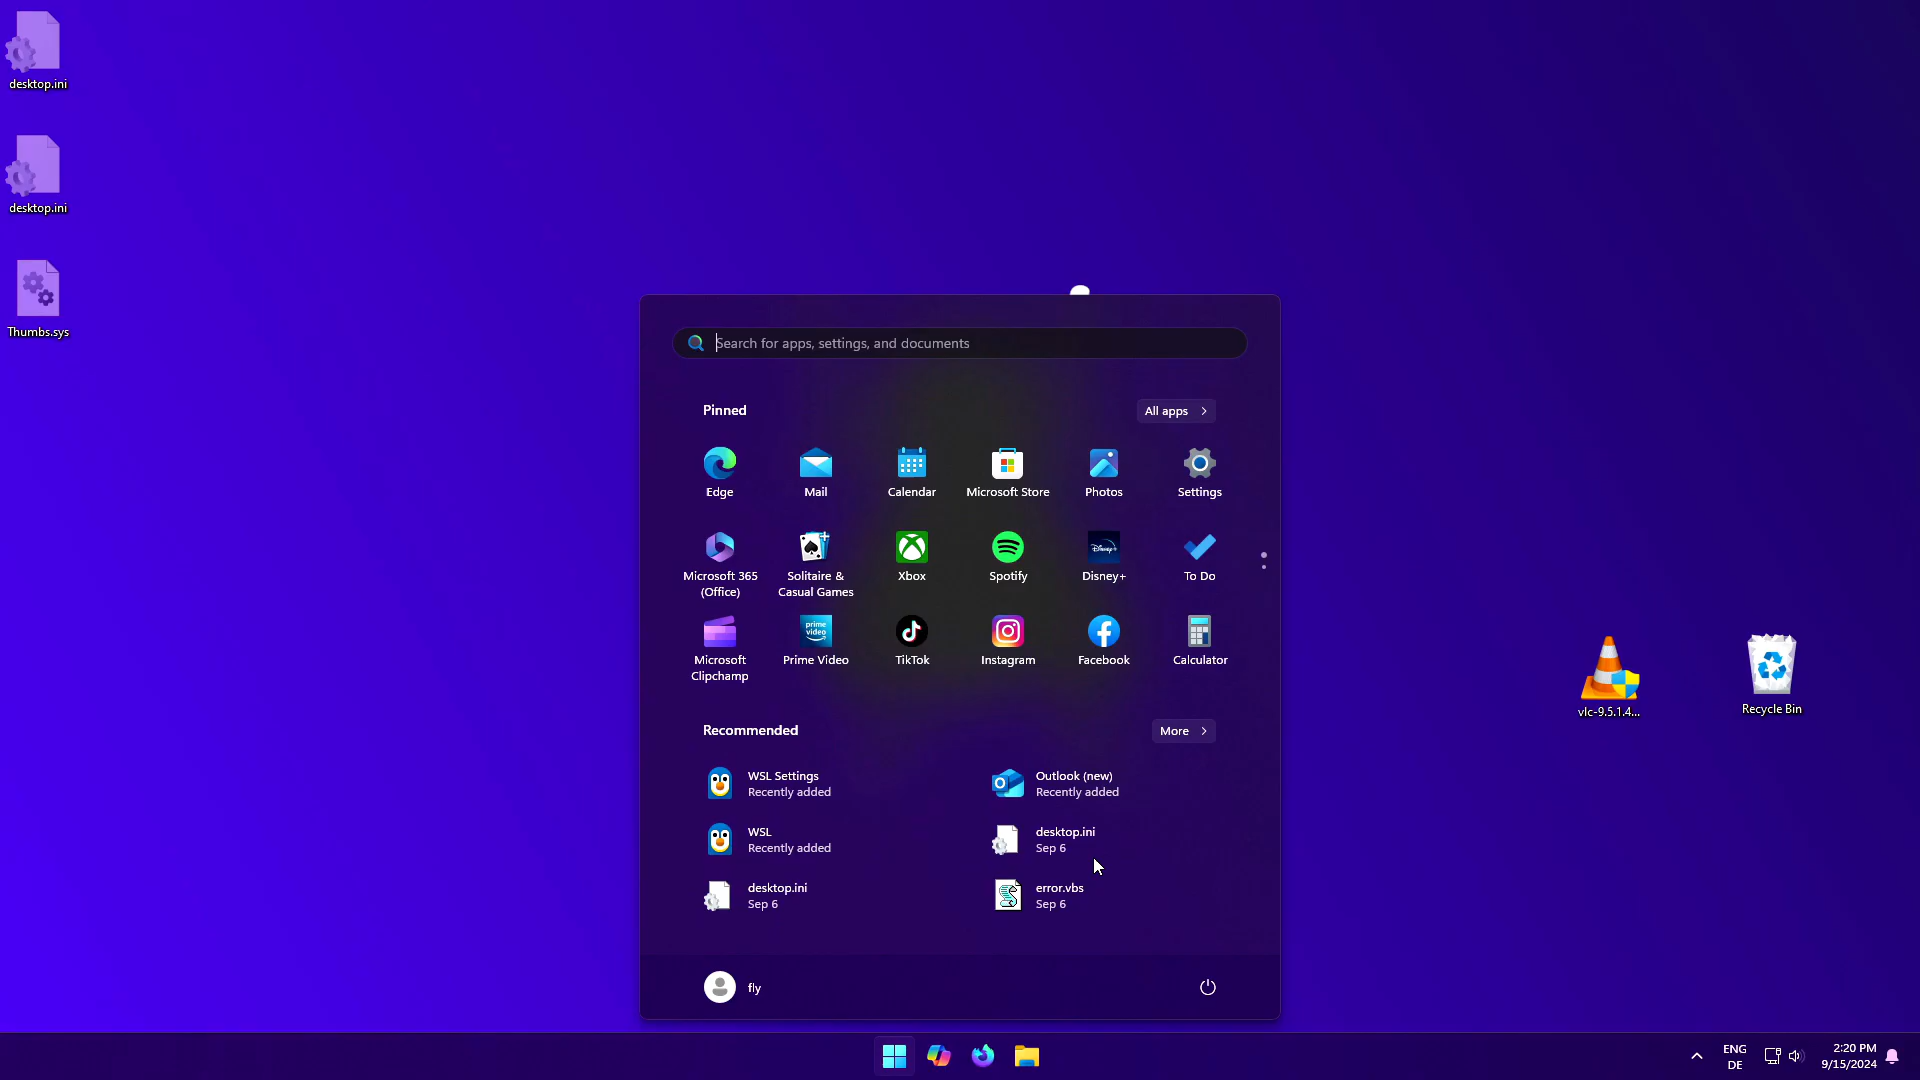 desktop.ini
desktop.ini
Thumbs.sys
Search for apps, settings, and documents
Pinned
All apps
Edge
Mail
Calendar
Microsoft Store
Photos
Settings
Microsoft 365
(Office)
Solitaire &
Casual Games
Xbox
Spotify
Disney+
To Do
Microsoft
Clipchamp
prime
video
Prime Video
TikTok
Instagram
Facebook
Calculator
Recommended
More
WSL Settings
Recently added
Outlook (new)
Recently added
WSL
Recently added
desktop.ini
Sep 6
desktop.ini
Sep 6
error.vbs
Sep 6
fly
vlc-9.5.1.4...
Recycle Bin
ENG
DE
2:20 PM
9/15/2024